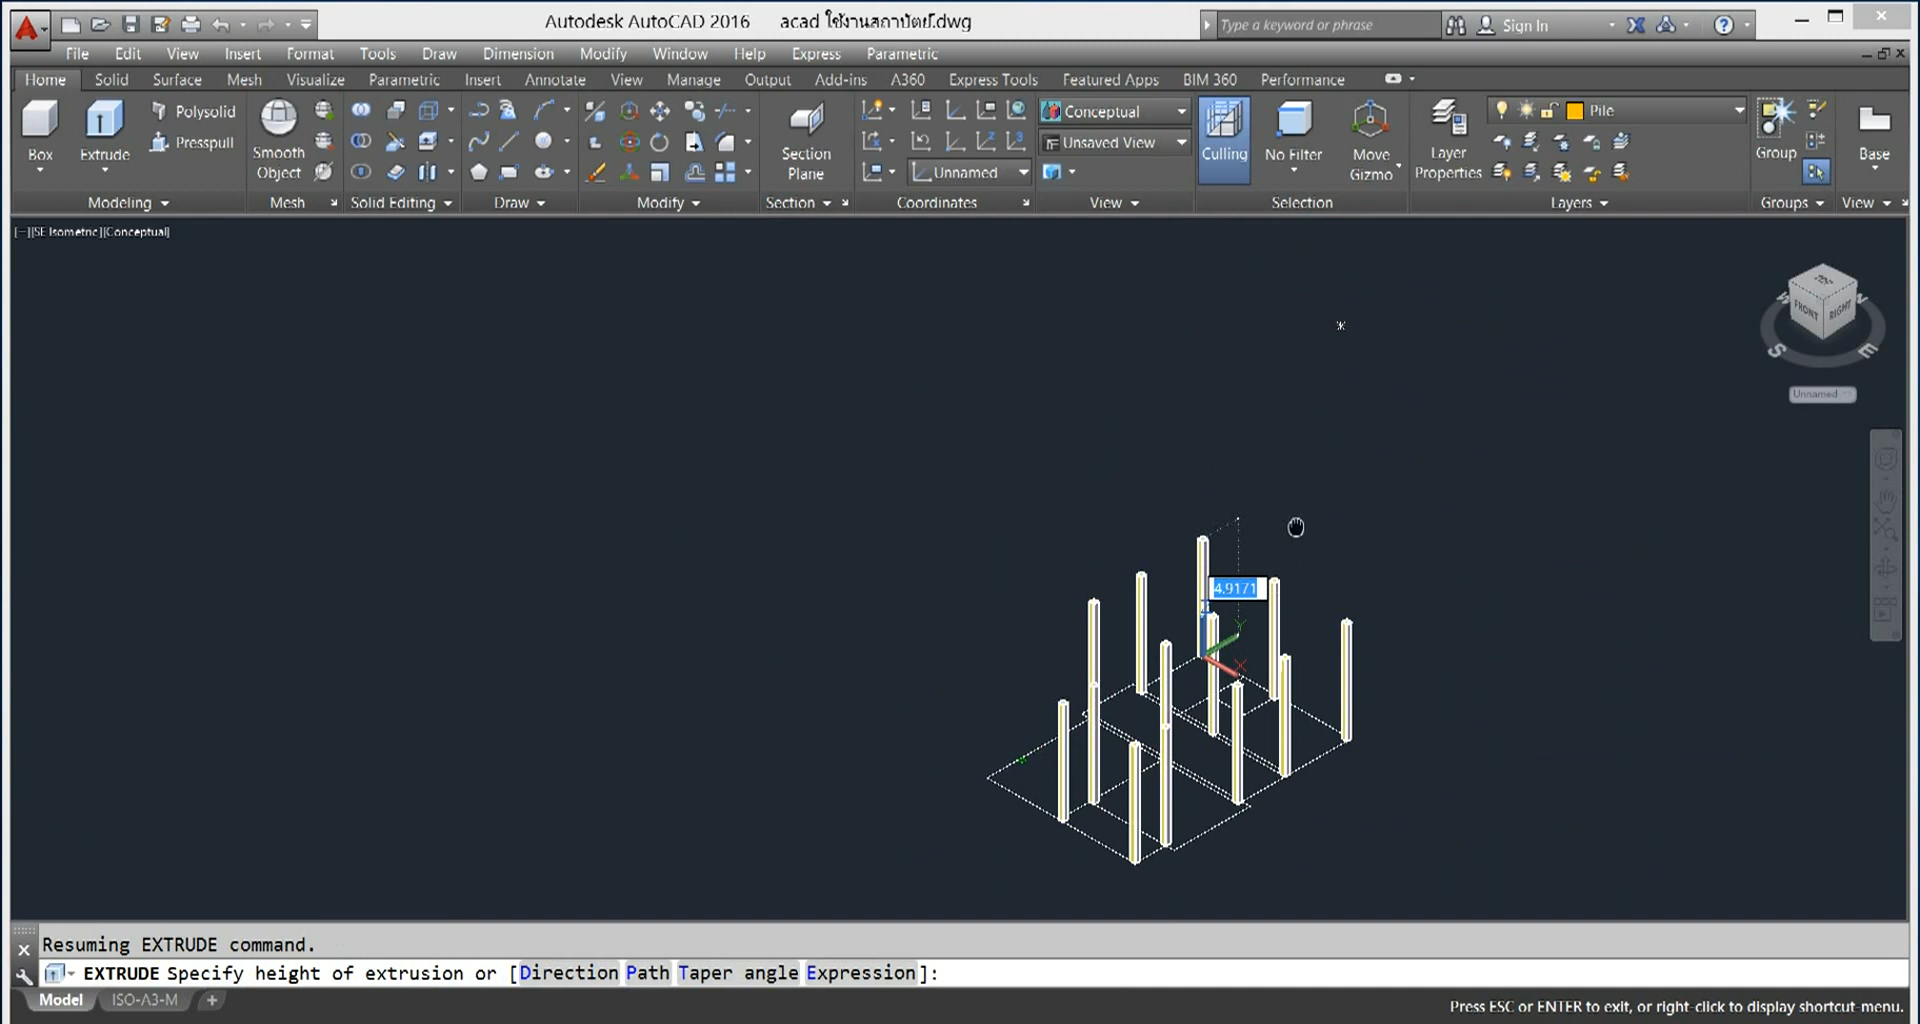 Autodesk AutoCAD 2016 acad ใช้งานสถาปัตย์.dwg
Type a keyword or phrase
Sign In
File Edit View Insert Format Tools Draw Dimension Modify Window Help Express Parametric
Home Solid Surface Mesh Visualize Parametric Insert Annotate View Manage Output Add-ins A360 Express Tools Featured Apps BIM 360 Performance
Box
Extrude
Polysolid
Presspull
Smooth
Object
Section
Plane
Unnamed
Conceptual
Unsaved View
Culling
No Filter
Move
Gizmo
Layer
Properties
Pile
Group
Base
Modeling Mesh Solid Editing Draw Modify Section Coordinates View Selection Layers Groups View
[−][SE Isometric][Conceptual]
TOP
FRONT
RIGHT
W
N
S
E
Unnamed
4.9171
Y
X
Resuming EXTRUDE command.
EXTRUDE Specify height of extrusion or [Direction Path Taper angle Expression]:
Model ISO-A3-M +
Press ESC or ENTER to exit, or right-click to display shortcut-menu.